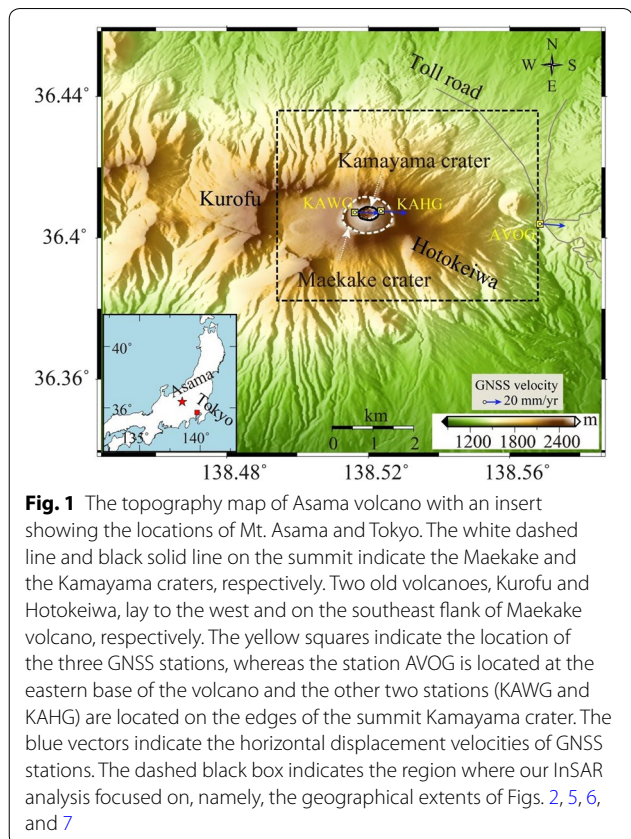 N
W S
E
36.44°
Toll road
Kamayama crater
Kurofu
KAWG KAHG
36.4°
AVOG
Hotokeiwa
Maekake crater
40°
36.36°
Asama
Tokyo
36°
135° 140°
GNSS velocity
20 mm/yr
km
0 1 2
m
1200 1800 2400
138.48° 138.52° 138.56°
Fig. 1 The topography map of Asama volcano with an insert
showing the locations of Mt. Asama and Tokyo. The white dashed
line and black solid line on the summit indicate the Maekake and
the Kamayama craters, respectively. Two old volcanoes, Kurofu and
Hotokeiwa, lay to the west and on the southeast flank of Maekake
volcano, respectively. The yellow squares indicate the location of
the three GNSS stations, whereas the station AVOG is located at the
eastern base of the volcano and the other two stations (KAWG and
KAHG) are located on the edges of the summit Kamayama crater. The
blue vectors indicate the horizontal displacement velocities of GNSS
stations. The dashed black box indicates the region where our InSAR
analysis focused on, namely, the geographical extents of Figs. 2, 5, 6,
and 7